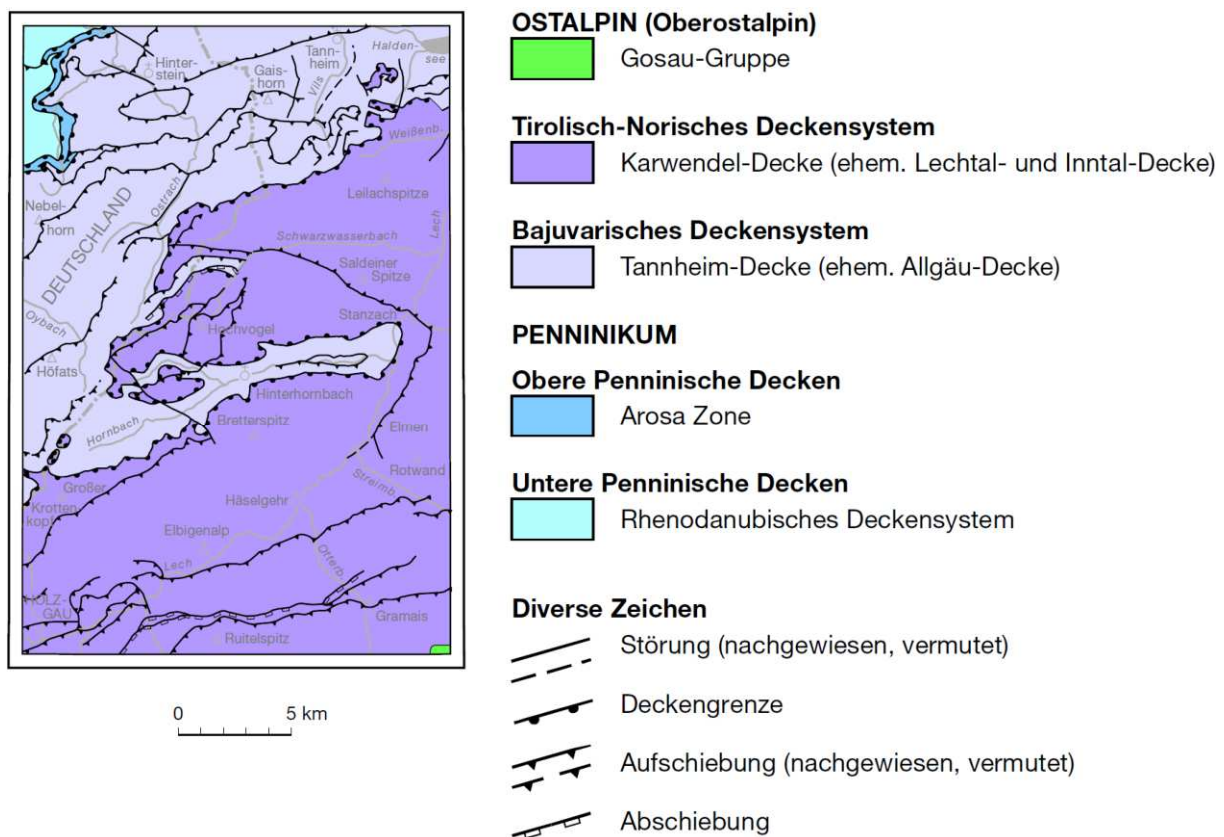 Hinter-
stein
Tann-
heim
Halden-
see
Gais-
horn
Vils
Weißenb.
Leilachspitze
Nebel-
horn
DEUTSCHLAND
Ostrach
Lech
Schwarzwasserbach
Saldeiner
Spitze
Stanzach
Oybach
Hochvogel
Höfats
Hinterhornbach
Hornbach
Bretterspitz
Elmen
Rotwand
Streimb.
Großer
Krotten-
kopf
Häselgehr
Elbigenalp
Lech
Otterb.
HOLZ-
GAU
Gramais
Ruitelspitz
0 5 km
OSTALPIN (Oberostalpin)
Gosau-Gruppe
Tirolisch-Norisches Deckensystem
Karwendel-Decke (ehem. Lechtal- und Inntal-Decke)
Bajuvarisches Deckensystem
Tannheim-Decke (ehem. Allgäu-Decke)
PENNINIKUM
Obere Penninische Decken
Arosa Zone
Untere Penninische Decken
Rhenodanubisches Deckensystem
Diverse Zeichen
Störung (nachgewiesen, vermutet)
Deckengrenze
Aufschiebung (nachgewiesen, vermutet)
Abschiebung